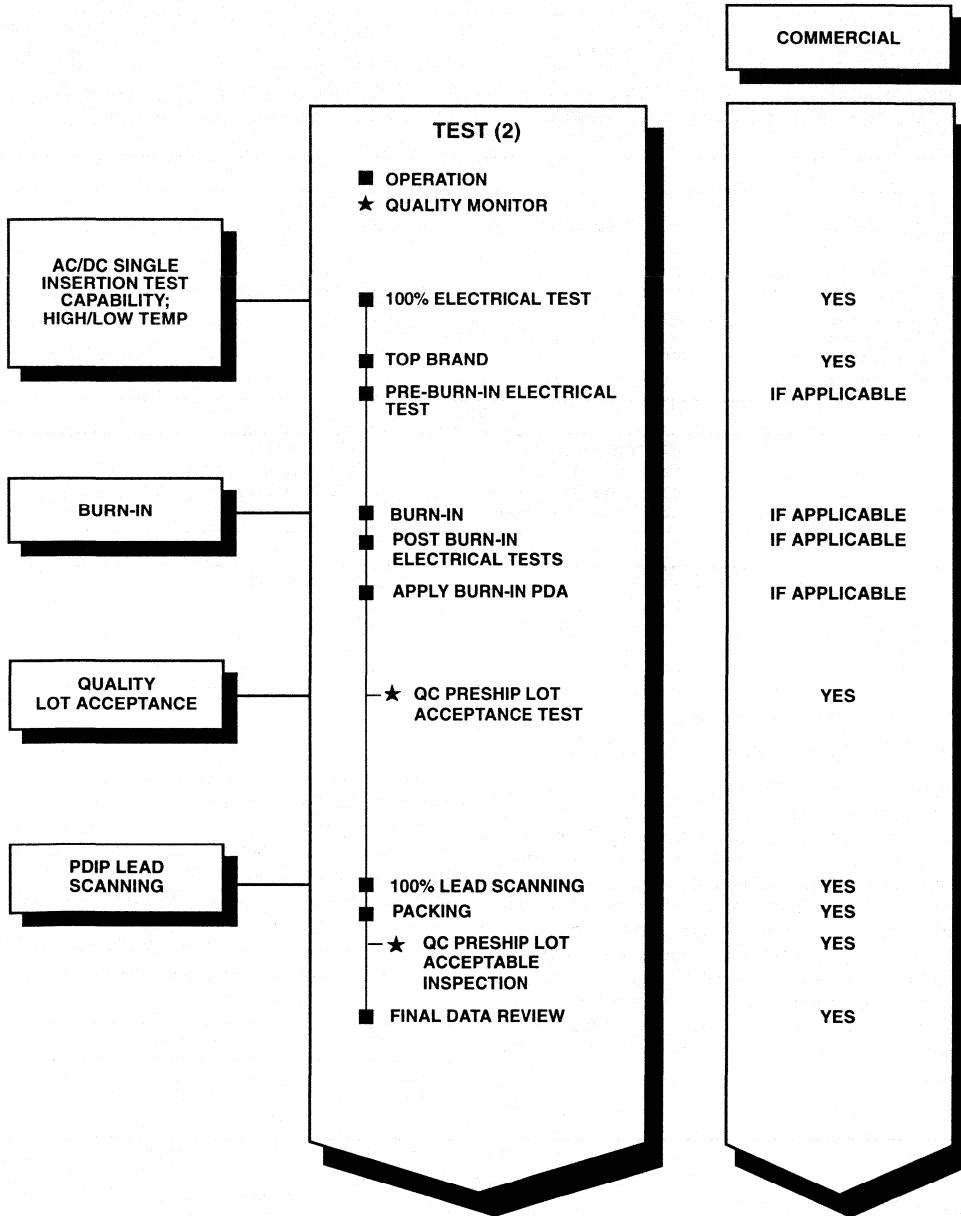 COMMERCIAL
TEST (2)
OPERATION
QUALITY MONITOR
AC/DC SINGLE
INSERTION TEST
CAPABILITY;
HIGH/LOW TEMP
100% ELECTRICAL TEST
YES
TOP BRAND
YES
PRE-BURN-IN ELECTRICAL
TEST
IF APPLICABLE
BURN-IN
BURN-IN
IF APPLICABLE
POST BURN-IN
ELECTRICAL TESTS
IF APPLICABLE
APPLY BURN-IN PDA
IF APPLICABLE
QUALITY
LOT ACCEPTANCE
QC PRESHIP LOT
ACCEPTANCE TEST
YES
PDIP LEAD
SCANNING
100% LEAD SCANNING
YES
PACKING
YES
QC PRESHIP LOT
ACCEPTABLE
INSPECTION
YES
FINAL DATA REVIEW
YES